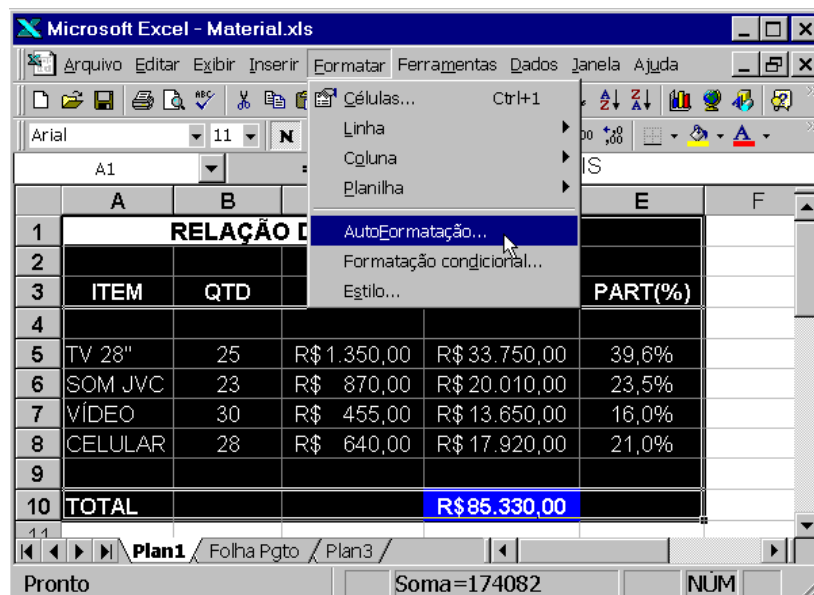 Microsoft Excel - Material.xls
Arquivo Editar Exibir Inserir Formatar Ferramentas Dados Janela Ajuda
Células... Ctrl+1
Arial 11 N
Linha
A1 =
Coluna
Planilha
A B E F
AutoFormatação...
1 RELAÇÃO D
2
Formatação condicional...
3 ITEM QTD PART(%)
Estilo...
4
5 TV 28" 25 R$1.350,00 R$33.750,00 39,6%
6 SOM JVC 23 R$ 870,00 R$20.010,00 23,5%
7 VÍDEO 30 R$ 455,00 R$13.650,00 16,0%
8 CELULAR 28 R$ 640,00 R$17.920,00 21,0%
9
10 TOTAL R$85.330,00
11
Plan1 Folha Pgto Plan3
Pronto Soma=174082 NÚM